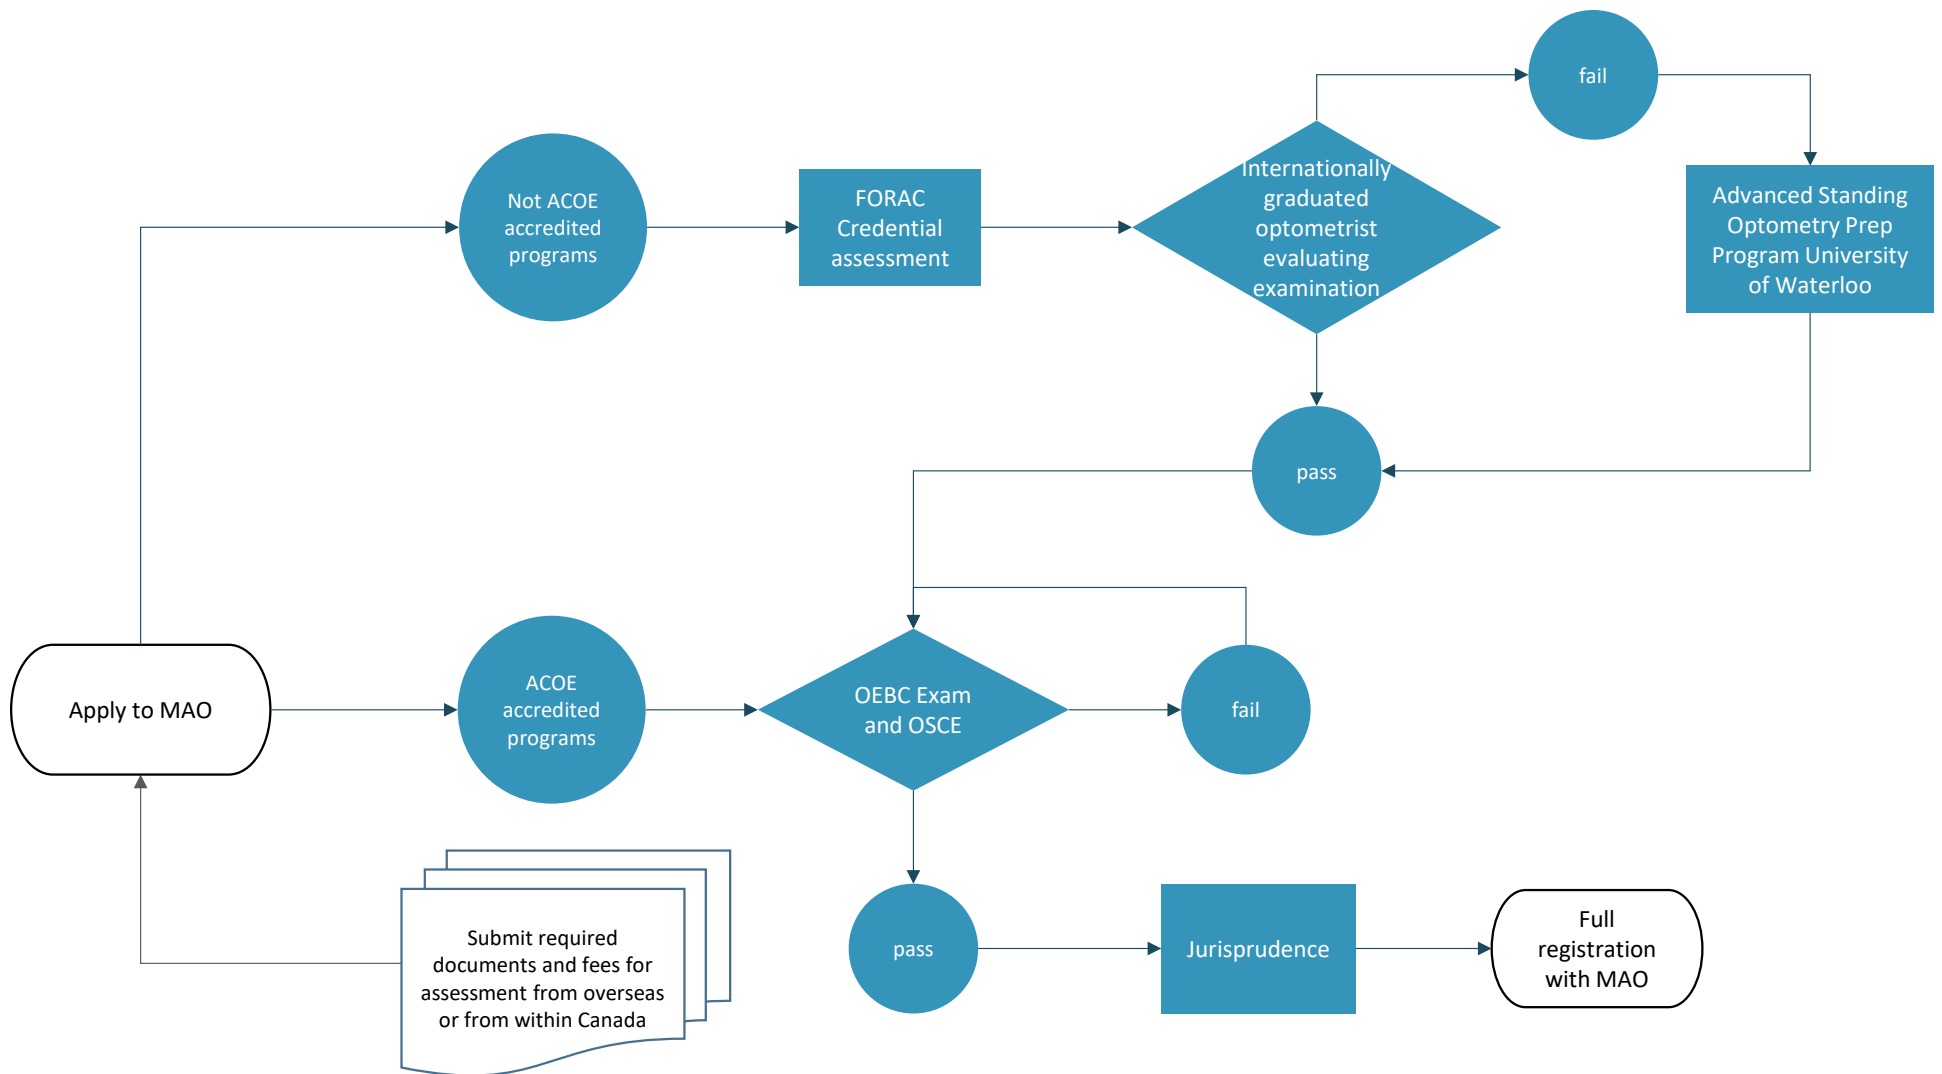 fail
Not ACOE
accredited
programs
FORAC
Credential
assessment
Internationally
graduated
optometrist
evaluating
examination
Advanced Standing
Optometry Prep
Program University
of Waterloo
pass
Apply to MAO
ACOE
accredited
programs
OEBC Exam
and OSCE
fail
Submit required
documents and fees for
assessment from overseas
or from within Canada
pass
Jurisprudence
Full
registration
with MAO